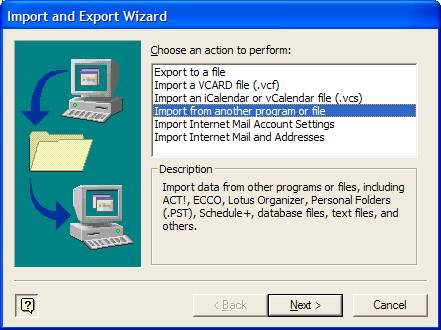 Import and Export Wizard
Choose an action to perform:
Export to a file
Import a VCARD file (.vcf)
Import an iCalendar or vCalendar file (.vcs)
Import from another program or file
Import Internet Mail Account Settings
Import Internet Mail and Addresses
Description
Import data from other programs or files, including
ACT!, ECCO, Lotus Organizer, Personal Folders
(.PST), Schedule+, database files, text files, and
others.
?
< Back
Next >
Cancel